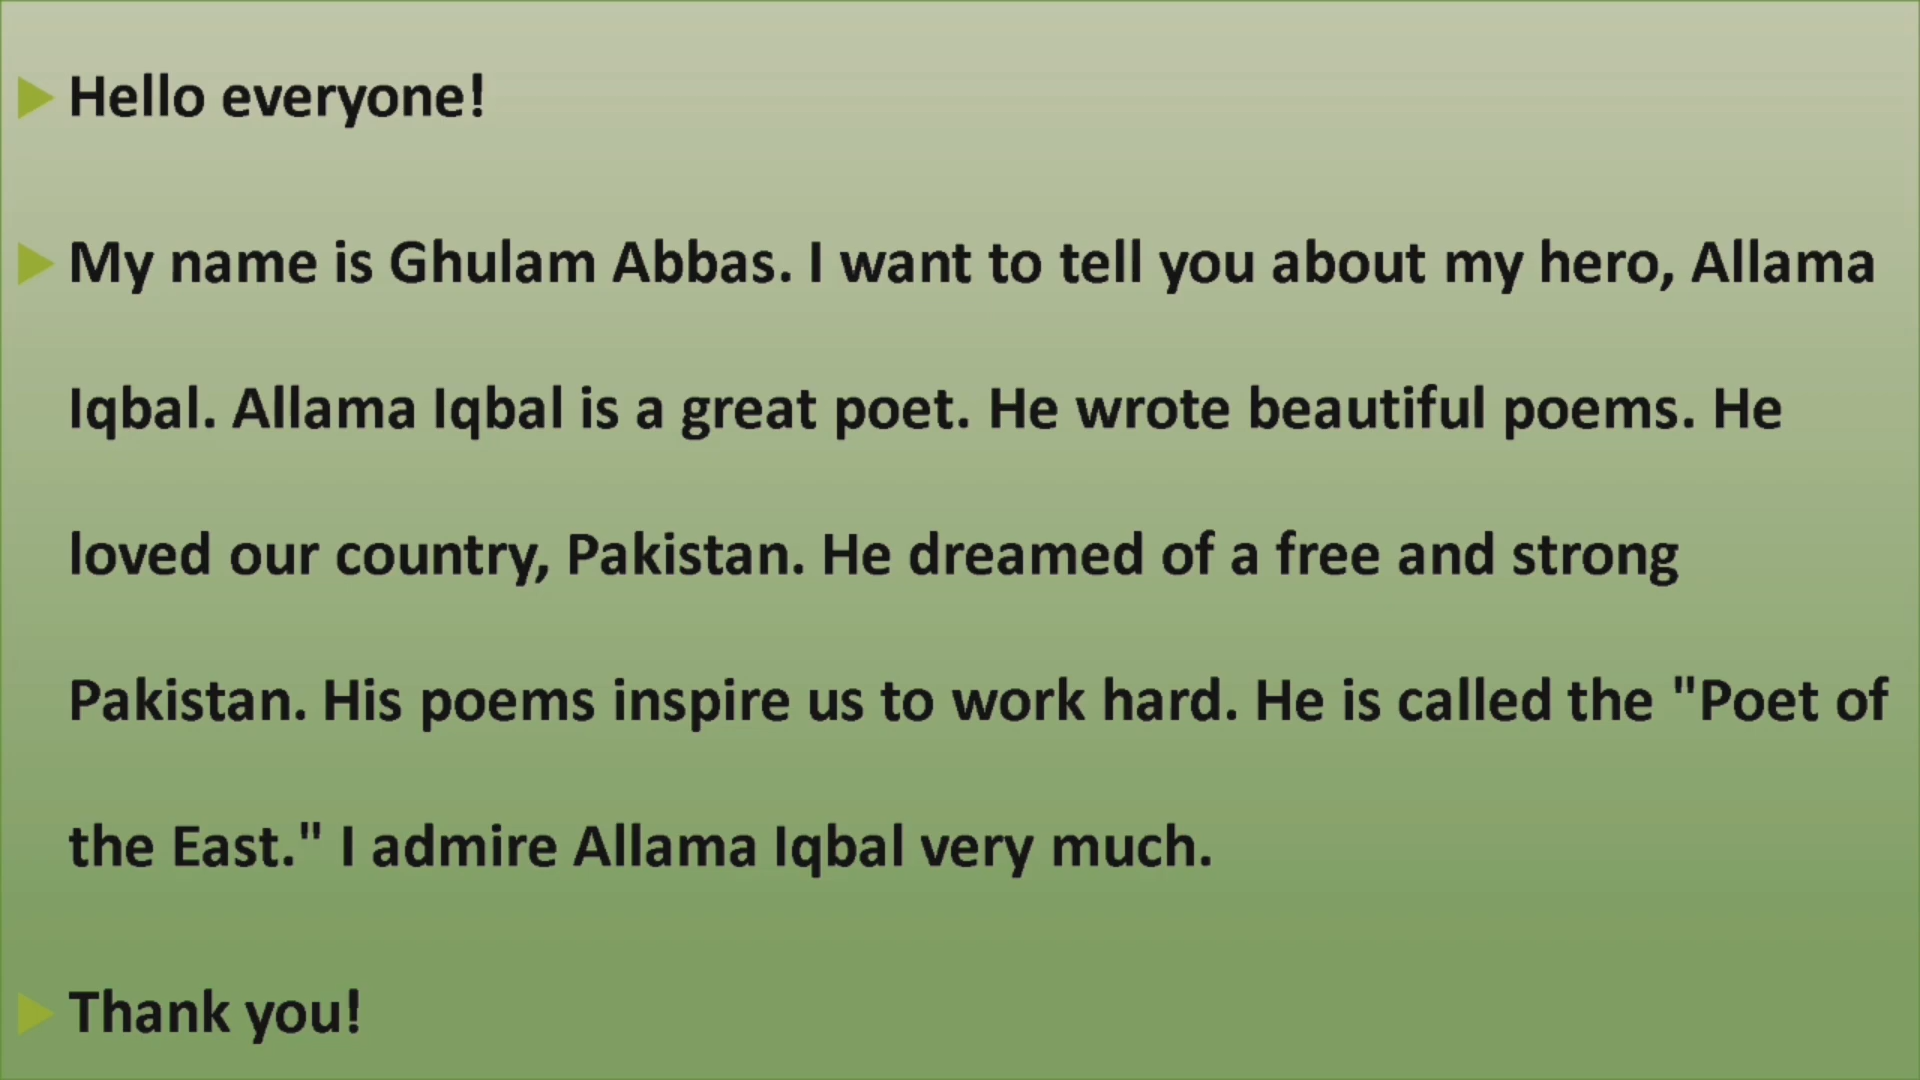 Hello everyone!
My name is Ghulam Abbas. I want to tell you about my hero, Allama
Iqbal. Allama Iqbal is a great poet. He wrote beautiful poems. He
loved our country, Pakistan. He dreamed of a free and strong
Pakistan. His poems inspire us to work hard. He is called the "Poet of
the East." I admire Allama Iqbal very much.
Thank you!